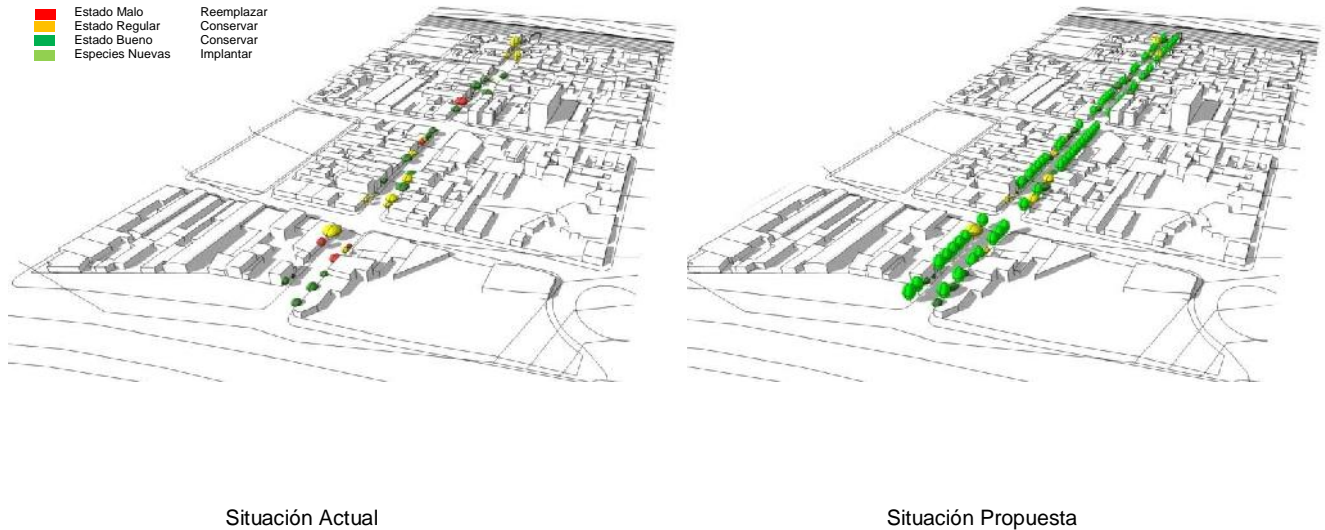 Estado Malo Reemplazar
Estado Regular Conservar
Estado Bueno Conservar
Especies Nuevas Implantar
Situación Actual
Situación Propuesta